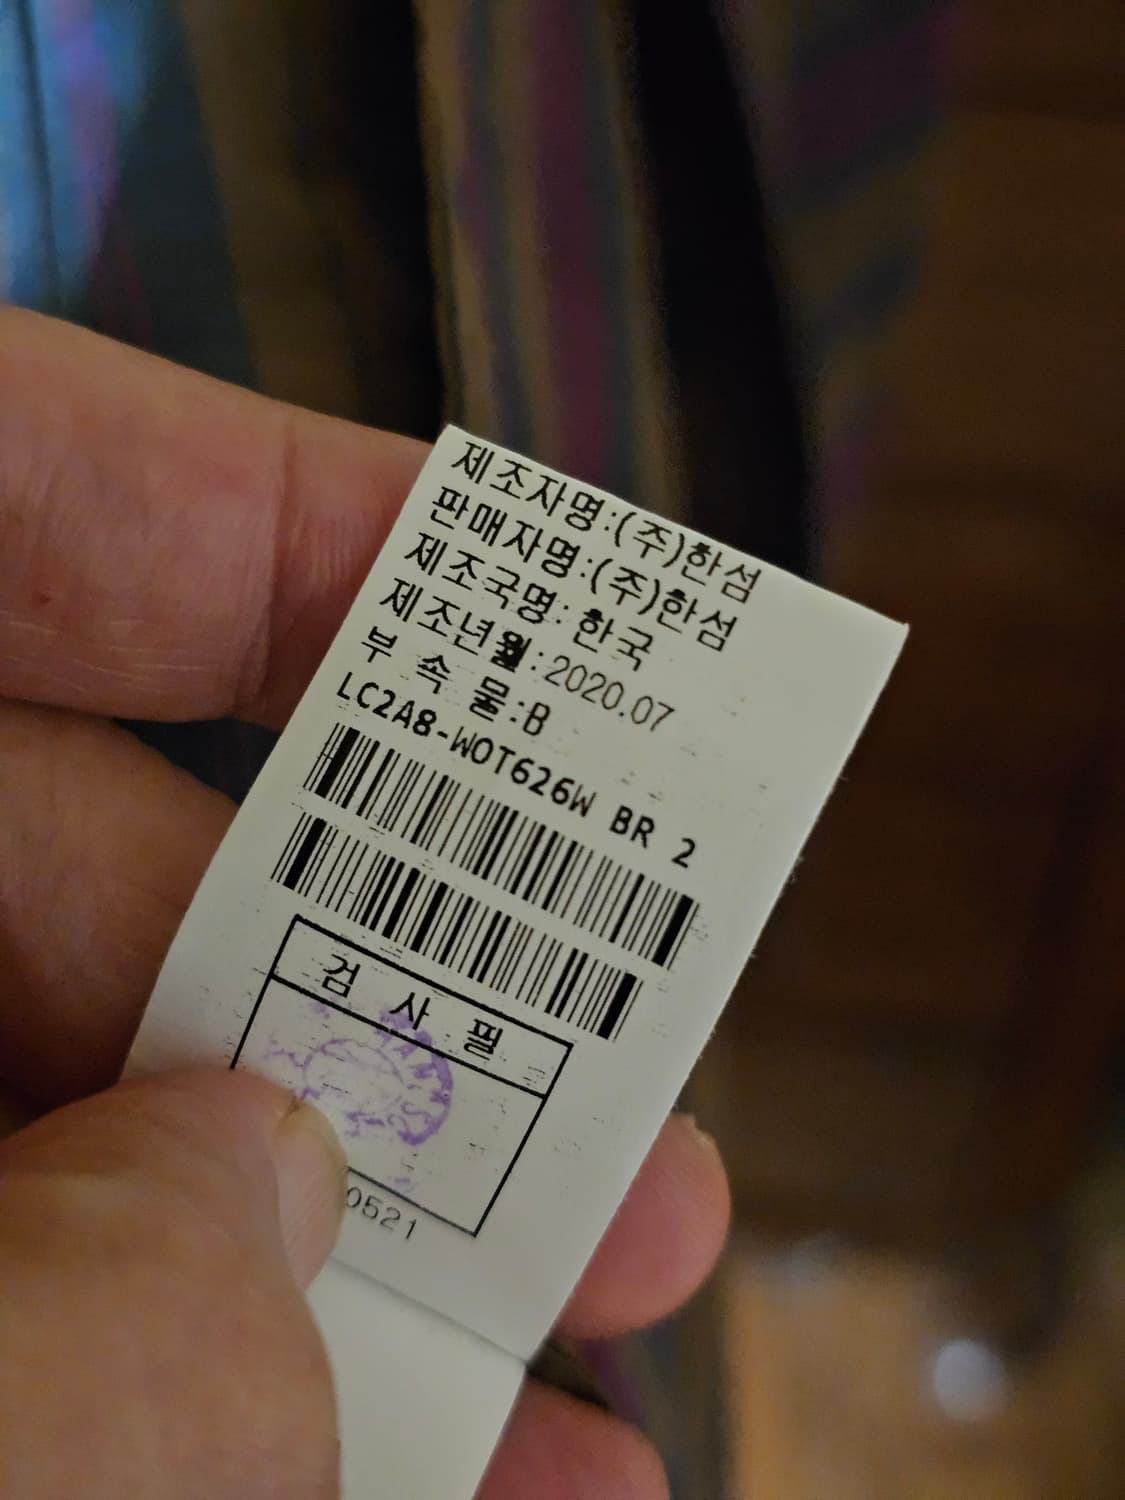 제조자명:(주)한섬
판매자명:(주)한섬
제조국명: 한국
제조년월:2020.07
부 속 물:B
LC2A8-WOT626W BR 2
검 사 필
0521